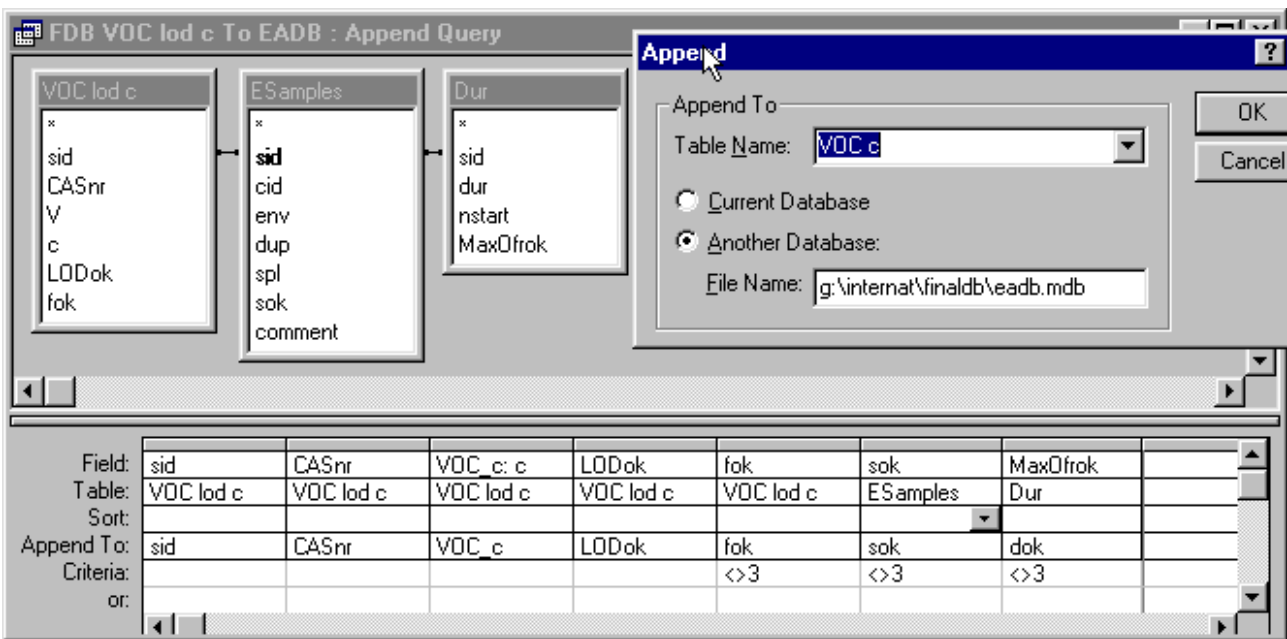 FDB VOC lod c To EADB : Append Query
VOC lod c
*
sid
CASnr
V
c
LODok
fok
ESamples
*
sid
cid
env
dup
spl
sok
comment
Dur
*
sid
dur
nstart
MaxOfrok
Append
?
Append To
Table Name: VOC c
Current Database
Another Database:
File Name: g:\internat\finaldb\eadb.mdb
OK
Cancel
Field: sid CASnr VOC_c: c LODok fok sok MaxOfrok
Table: VOC lod c VOC lod c VOC lod c VOC lod c VOC lod c ESamples Dur
Sort:
Append To: sid CASnr VOC_c LODok fok sok dok
Criteria: <>3 <>3 <>3
or: